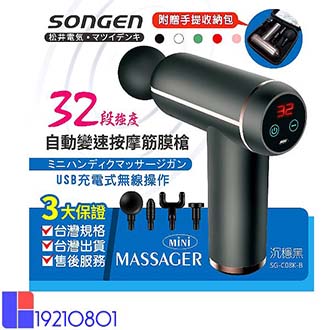 SONGEN
松井電氣・マツイデンキ
附贈手提收納包
32段強度
自動變速按摩筋膜槍
ミニハンディクマッサージガン
USB充電式無線操作
32
3大保證
✓台灣規格
✓台灣出貨
✓售後服務
mini
MASSAGER
沉穩黑
SG-C08K-B
19210801